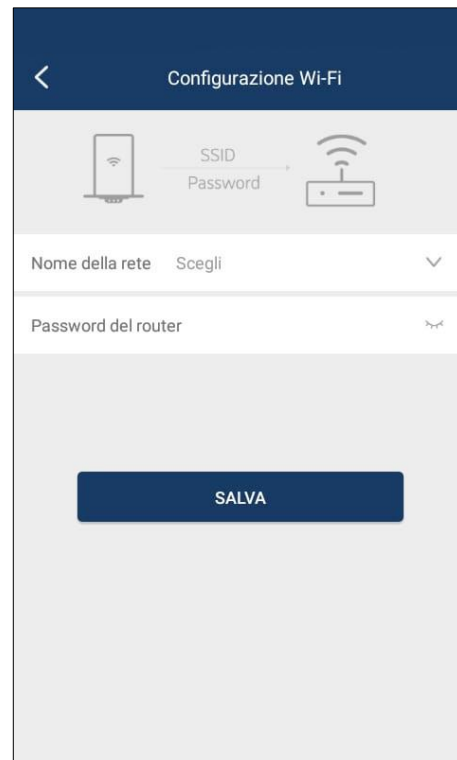 Configurazione Wi-Fi
SSID
Password
Nome della rete Scegli
Password del router
SALVA